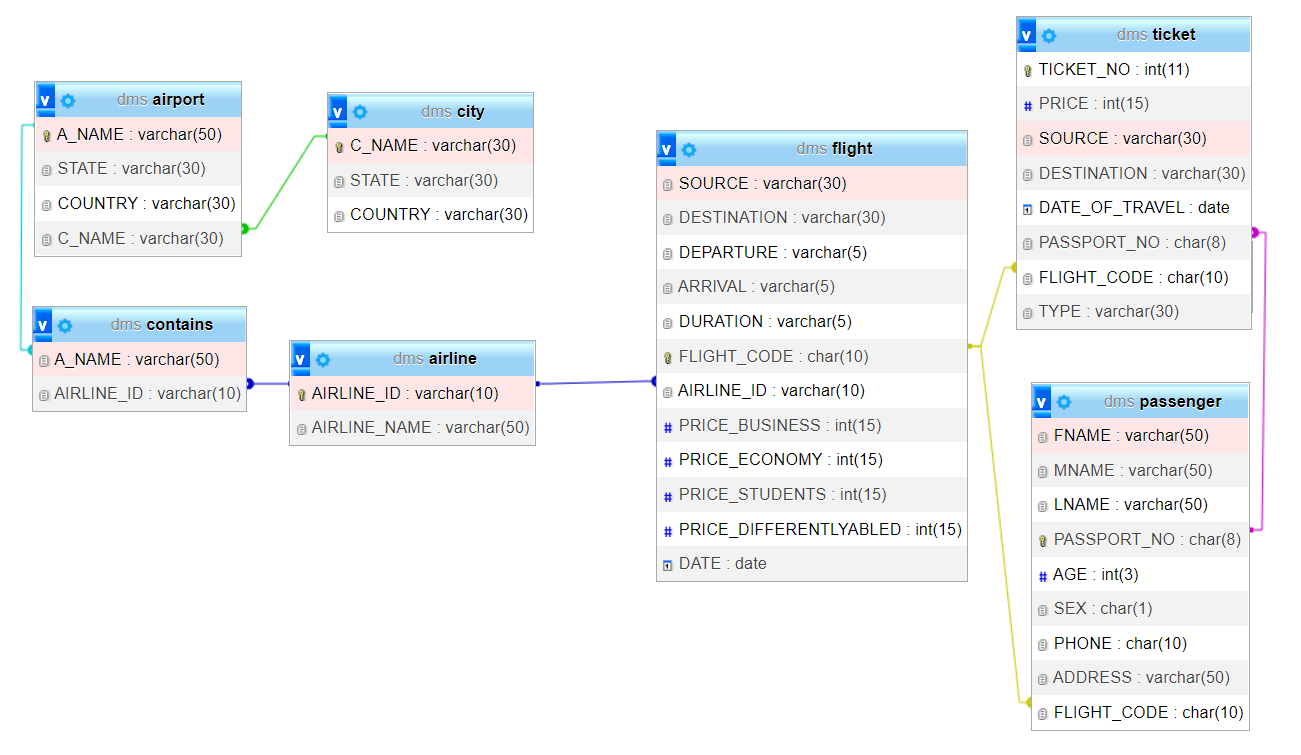 dms airport
A_NAME : varchar(50)
STATE : varchar(30)
COUNTRY : varchar(30)
C_NAME : varchar(30)
dms city
C_NAME : varchar(30)
STATE : varchar(30)
COUNTRY : varchar(30)
dms contains
A_NAME : varchar(50)
AIRLINE_ID : varchar(10)
dms airline
AIRLINE_ID : varchar(10)
AIRLINE_NAME : varchar(50)
dms flight
SOURCE : varchar(30)
DESTINATION : varchar(30)
DEPARTURE : varchar(5)
ARRIVAL : varchar(5)
DURATION : varchar(5)
FLIGHT_CODE : char(10)
AIRLINE_ID : varchar(10)
# PRICE_BUSINESS : int(15)
# PRICE_ECONOMY : int(15)
# PRICE_STUDENTS : int(15)
# PRICE_DIFFERENTLYABLED : int(15)
DATE : date
dms ticket
TICKET_NO : int(11)
# PRICE : int(15)
SOURCE : varchar(30)
DESTINATION : varchar(30)
DATE_OF_TRAVEL : date
PASSPORT_NO : char(8)
FLIGHT_CODE : char(10)
TYPE : varchar(30)
dms passenger
FNAME : varchar(50)
MNAME : varchar(50)
LNAME : varchar(50)
PASSPORT_NO : char(8)
# AGE : int(3)
SEX : char(1)
PHONE : char(10)
ADDRESS : varchar(50)
FLIGHT_CODE : char(10)